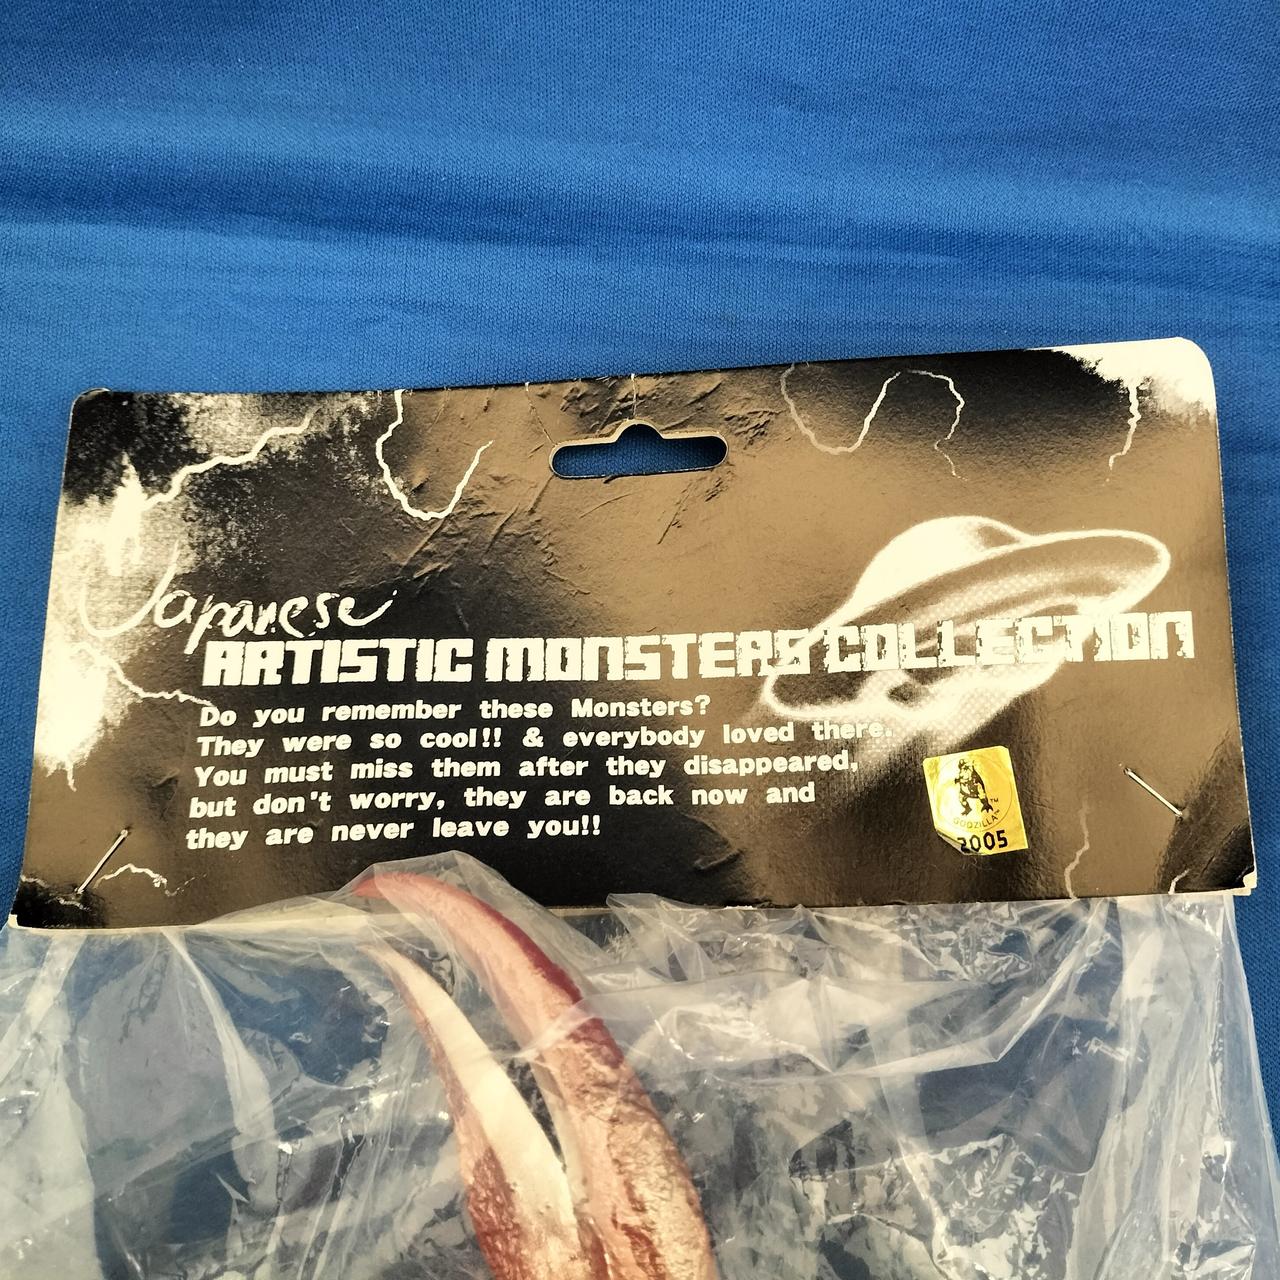 Japanese
ARTISTIC MONSTERS COLLECTION
Do you remember these Monsters?
They were so cool!! & everybody loved there.
You must miss them after they disappeared,
but don't worry, they are back now and
they are never leave you!!
GODZILLA™
2005